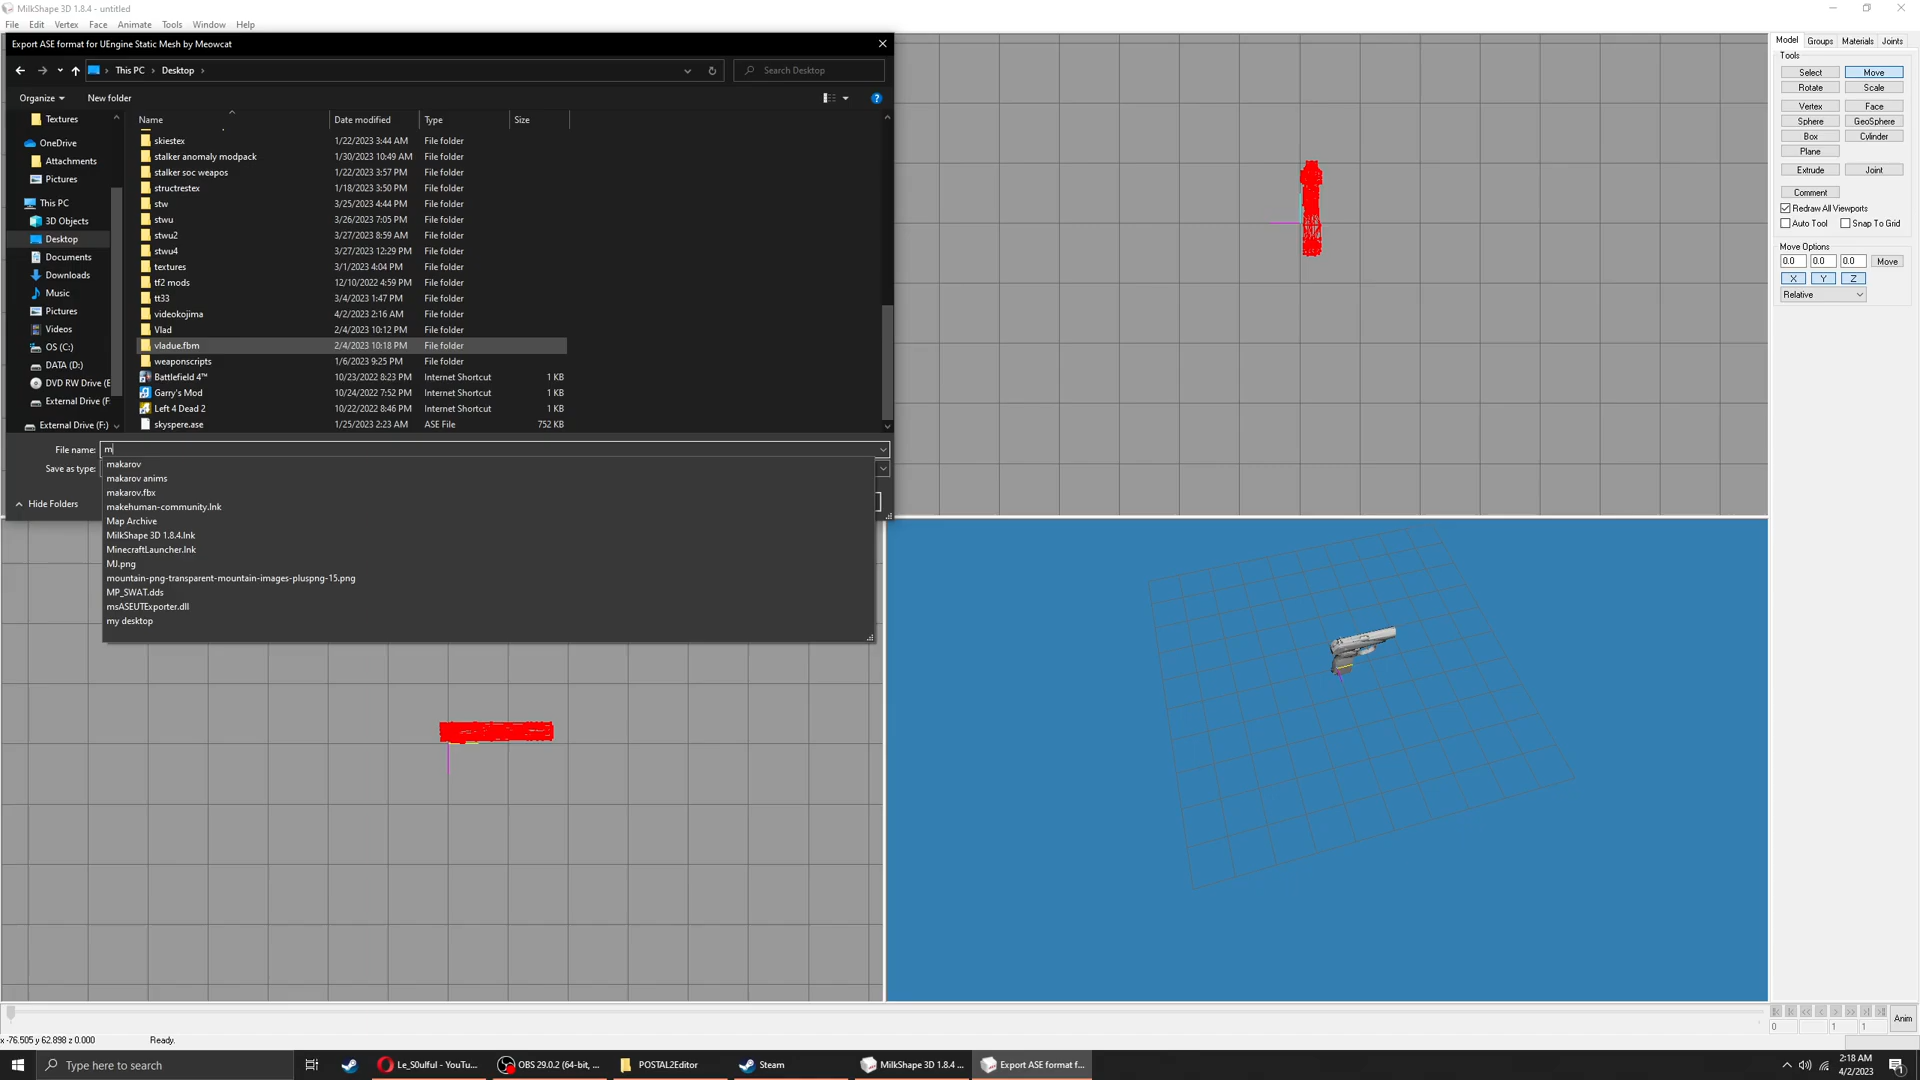 MilkShape 3D 1.8.4 - untitled
File Edit Vertex Face Animate Tools Window Help
Export ASE format for UEngine Static Mesh by Meowcat
This PC > Desktop >
Search Desktop
Organize New folder
Name Date modified Type Size
Textures
OneDrive
Attachments
Pictures
This PC
3D Objects
Desktop
Documents
Downloads
Music
Pictures
Videos
OS (C:)
DATA (D:)
DVD RW Drive (E
External Drive (F
External Drive (F:)
skiestex 1/22/2023 3:44 AM File folder
stalker anomaly modpack 1/30/2023 10:49 AM File folder
stalker soc weapos 1/22/2023 3:57 PM File folder
structrestex 1/18/2023 3:50 PM File folder
stw 3/25/2023 4:44 PM File folder
stwu 3/26/2023 7:05 PM File folder
stwu2 3/27/2023 8:59 AM File folder
stwu4 3/27/2023 12:29 PM File folder
textures 3/1/2023 4:04 PM File folder
tf2 mods 12/10/2022 4:59 PM File folder
tt33 3/4/2023 1:47 PM File folder
videokojima 4/2/2023 2:16 AM File folder
Vlad 2/4/2023 10:12 PM File folder
vladue.fbm 2/4/2023 10:18 PM File folder
weaponscripts 1/6/2023 9:25 PM File folder
Battlefield 4™ 10/23/2022 8:23 PM Internet Shortcut 1 KB
Garry's Mod 10/24/2022 7:52 PM Internet Shortcut 1 KB
Left 4 Dead 2 10/22/2022 8:46 PM Internet Shortcut 1 KB
skyspere.ase 1/25/2023 2:23 AM ASE File 752 KB
File name: m
Save as type:
Hide Folders
makarov
makarov anims
makarov.fbx
makehuman-community.lnk
Map Archive
MilkShape 3D 1.8.4.lnk
MinecraftLauncher.lnk
MJ.png
mountain-png-transparent-mountain-images-pluspng-15.png
MP_SWAT.dds
msASEUTExporter.dll
my desktop
Model Groups Materials Joints
Tools
Select Move
Rotate Scale
Vertex Face
Sphere GeoSphere
Box Cylinder
Plane
Extrude Joint
Comment
Redraw All Viewports
Auto Tool Snap To Grid
Move Options
0.0 0.0 0.0 Move
X Y Z
Relative
Anim
0 1 1
x -76.505 y 62.898 z 0.000 Ready.
Type here to search
Le_S0ulful - YouTu...
OBS 29.0.2 (64-bit, ...
POSTAL2Editor
Steam
MilkShape 3D 1.8.4 ...
Export ASE format f...
2:18 AM
4/2/2023